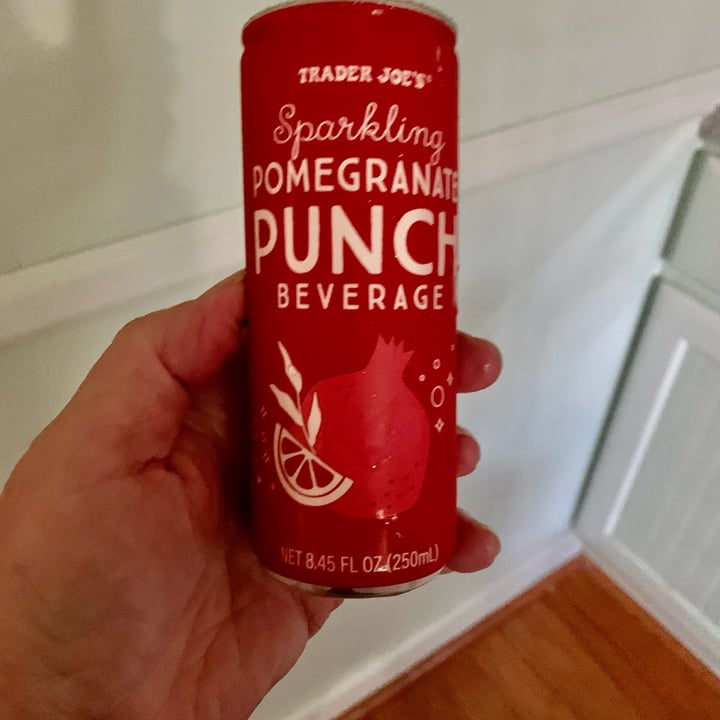 TRADER JOE'S
Sparkling
POMEGRANATE
PUNCH
BEVERAGE
NET 8.45 FL OZ (250mL)